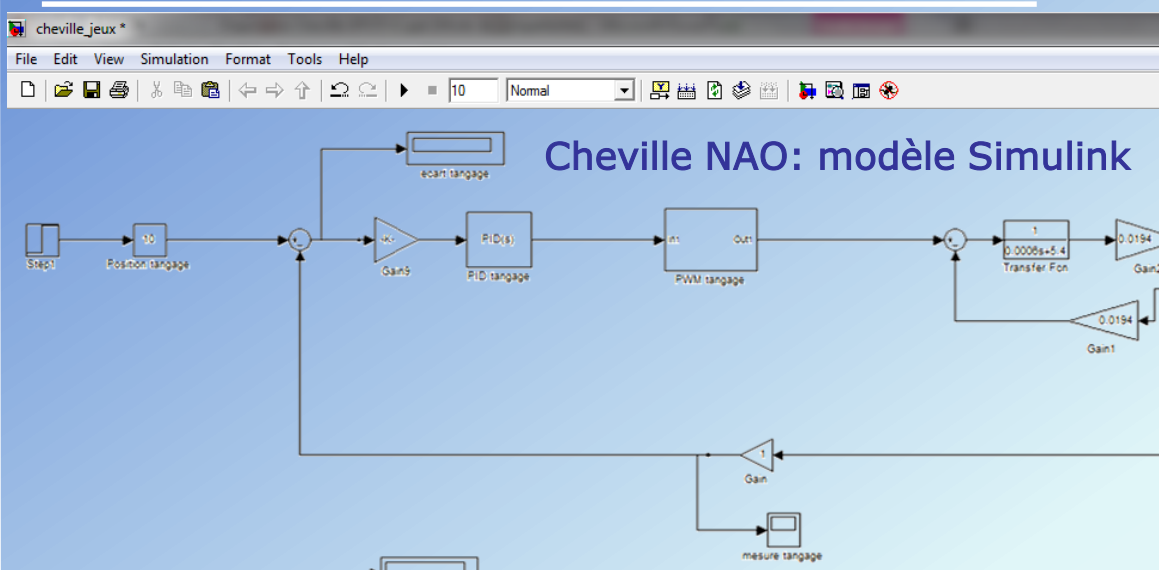 cheville_jeux *
File Edit View Simulation Format Tools Help
10 Normal
Cheville NAO: modèle Simulink
ecart tangage
Step1
10
Position tangage
-K-
Gain9
PID(s)
PID tangage
In1 Out1
PWM tangage
1
0.0006s+5.4
Transfer Fcn
0.0194
Gain2
0.0194
Gain1
1
Gain
mesure tangage